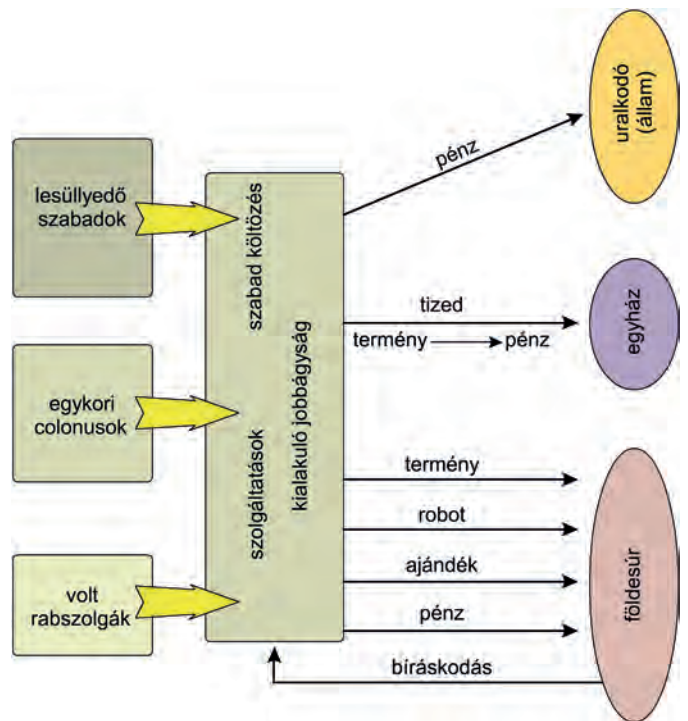 lesüllyedő
szabadok
egykori
colonusok
volt
rabszolgák
szabad költözés
szolgáltatások
kialakuló jobbágyság
pénz
uralkodó
(állam)
tized
termény pénz
egyház
termény
robot
ajándék
pénz
bíráskodás
földesúr